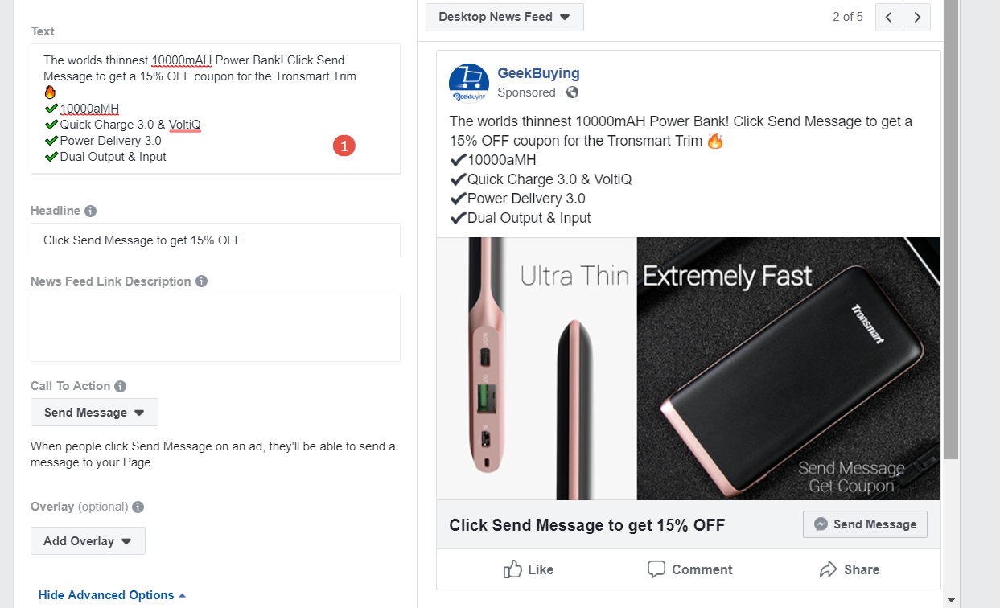 Text
The worlds thinnest 10000mAH Power Bank! Click Send
Message to get a 15% OFF coupon for the Tronsmart Trim
🔥
✔10000aMH
✔Quick Charge 3.0 & VoltiQ
✔Power Delivery 3.0
✔Dual Output & Input
1
Headline
Click Send Message to get 15% OFF
News Feed Link Description
Call To Action
Send Message
When people click Send Message on an ad, they'll be able to send a
message to your Page.
Overlay (optional)
Add Overlay
Hide Advanced Options
Desktop News Feed
2 of 5
GeekBuying
Geekbuying
Sponsored ·
The worlds thinnest 10000mAH Power Bank! Click Send Message to get a
15% OFF coupon for the Tronsmart Trim 🔥
✔10000aMH
✔Quick Charge 3.0 & VoltiQ
✔Power Delivery 3.0
✔Dual Output & Input
Ultra Thin Extremely Fast
Tronsmart
Send Message
Get Coupon
Click Send Message to get 15% OFF
Send Message
Like
Comment
Share